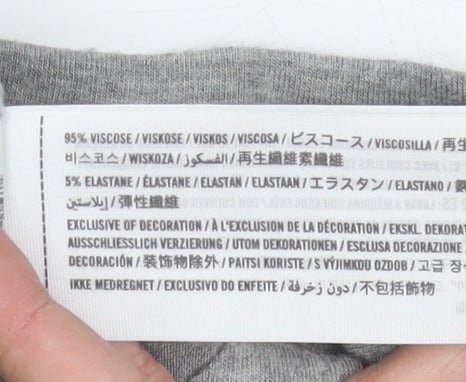 95% VISCOSE / VISKOSE / VISKOS / VISCOSA / ビスコース / VISCOSILLA / 再生
비스코스 / WISKOZA / الفسكوز / 再生纖維素纖維
5% ELASTANE / ÉLASTANE / ELASTAN / ELASTAAN / エラスタン / ELASTANO /
إيلاستين / 彈性纖維
EXCLUSIVE OF DECORATION / À L'EXCLUSION DE LA DÉCORATION / EKSKL. DEKORAT
AUSSCHLIESSLICH VERZIERUNG / UTOM DEKORATIONEN / ESCLUSA DECORAZIONE
DECORACIÓN / 装饰物除外 / PAITSI KORISTE / S VÝJIMKOU OZDOB / 고급 장식
IKKE MEDREGNET / EXCLUSIVO DO ENFEITE / دون زخرفة / 不包括飾物